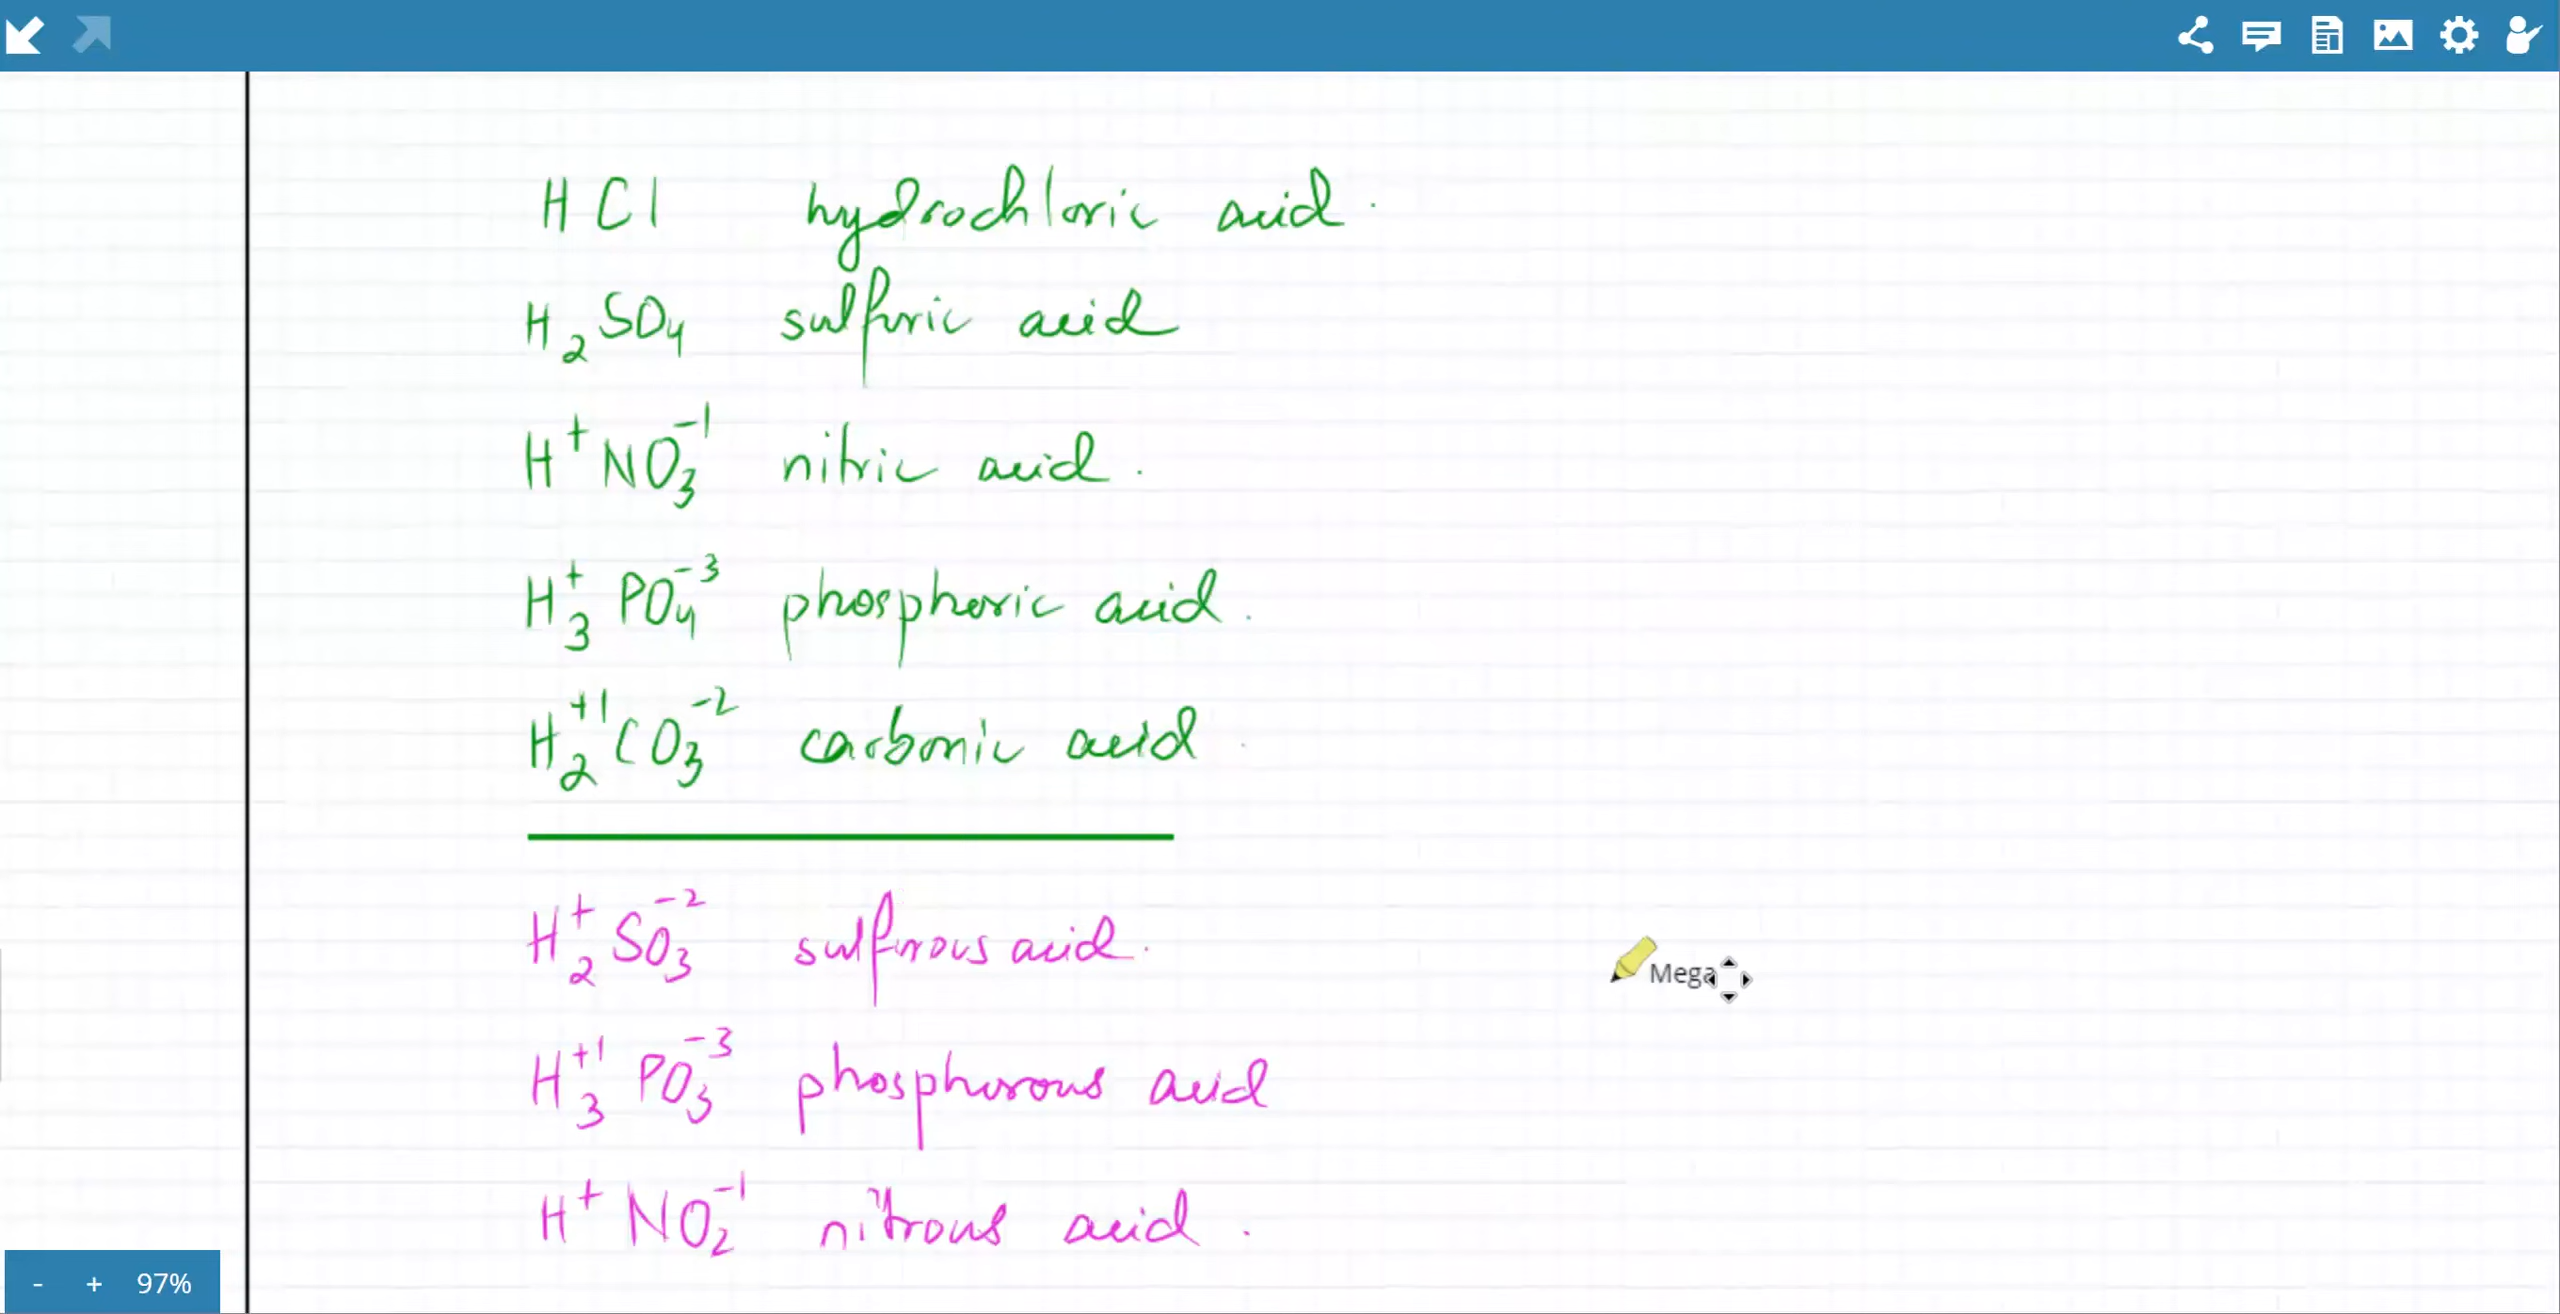 HCl hydrochloric acid.
H₂SO₄ sulfuric acid
H⁺NO₃⁻¹ nitric acid.
H₃⁺PO₄⁻³ phosphoric acid.
H₂⁺¹CO₃⁻² carbonic acid.
H₂⁺SO₃⁻² sulfurous acid.
Mega
H₃⁺¹PO₃⁻³ phosphorous acid
H⁺NO₂⁻¹ nitrous acid.
- + 97%